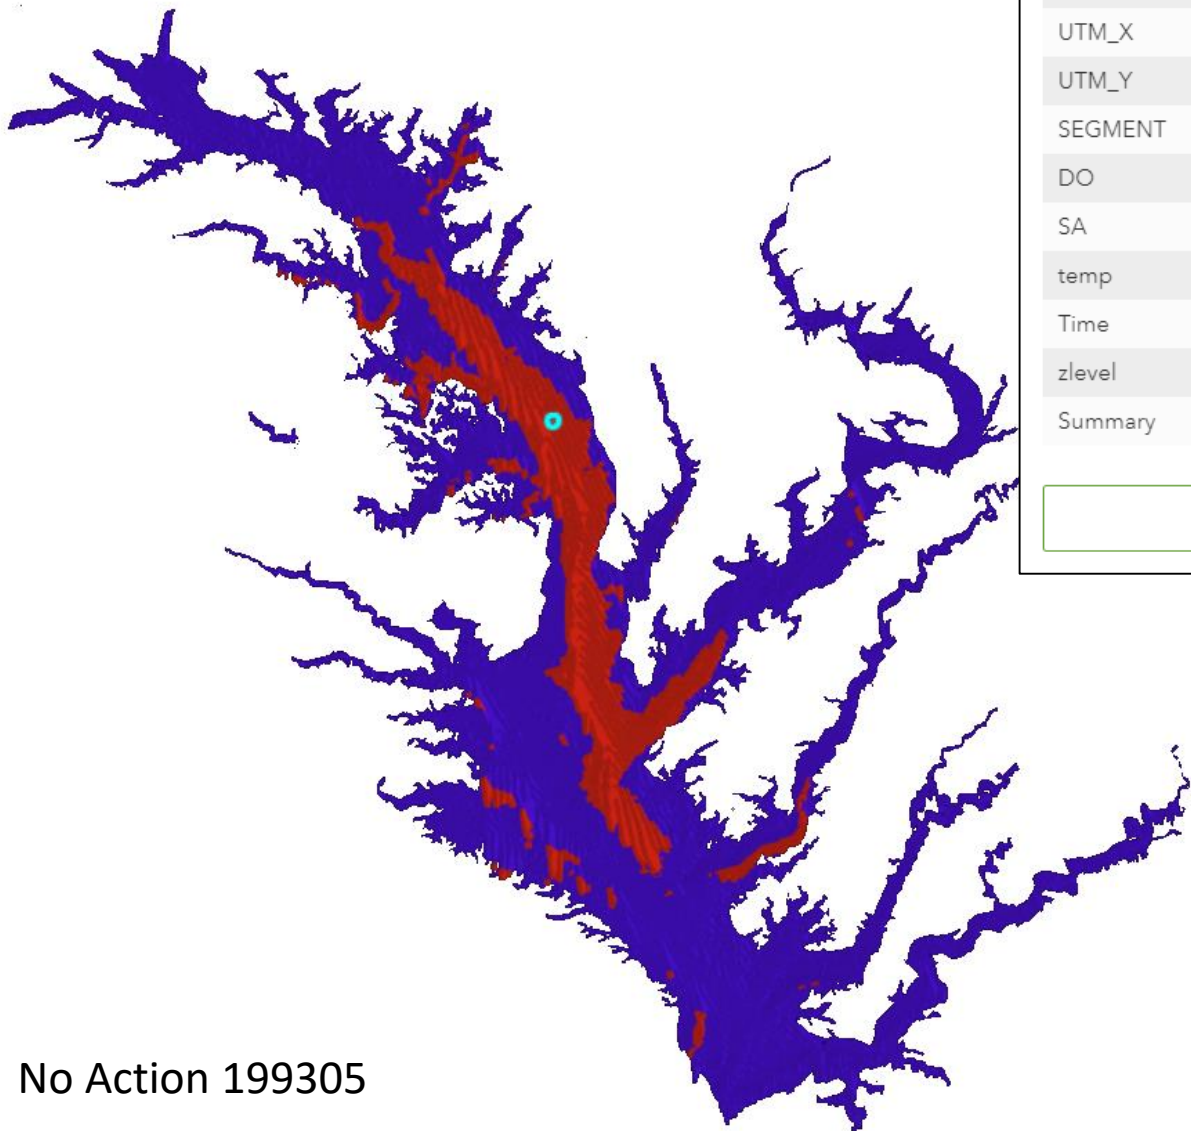 UTM_X
UTM_Y
SEGMENT
DO
SA
temp
Time
zlevel
Summary
No Action 199305